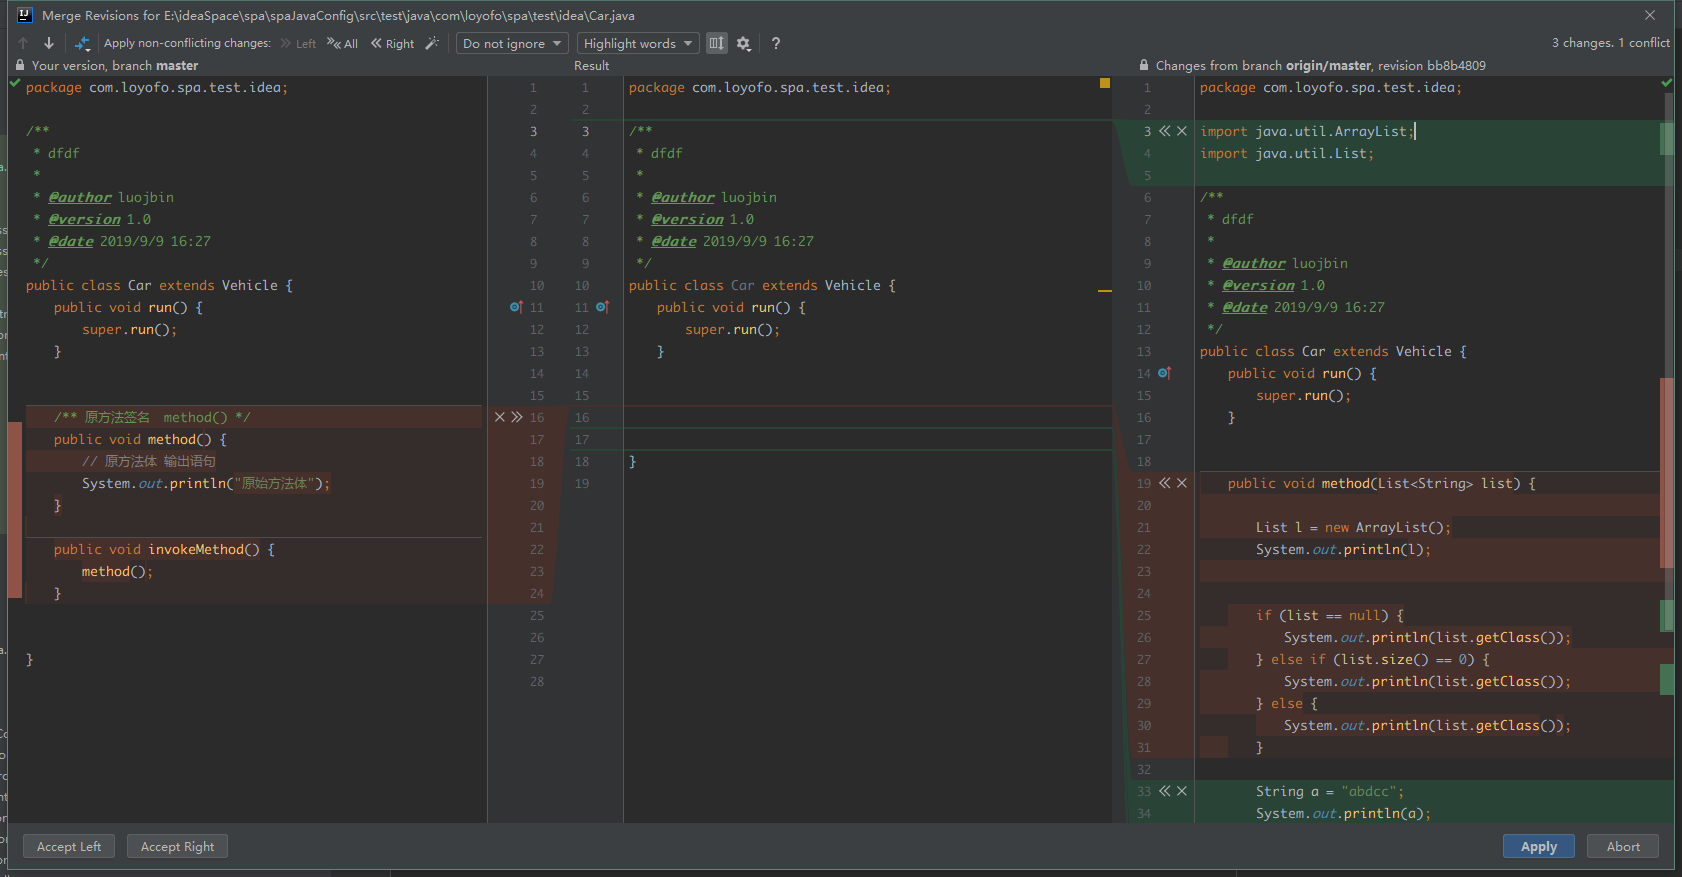 Merge Revisions for E:\ideaSpace\spa\spaJavaConfig\src\test\java\com\loyofo\spa\test\idea\Car.java
Apply non-conflicting changes: Left All Right Do not ignore Highlight words ? 3 changes. 1 conflict
Your version, branch master
Result
Changes from branch origin/master, revision bb8b4809
package com.loyofo.spa.test.idea;
/**
* dfdf
*
* @author luojbin
* @version 1.0
* @date 2019/9/9 16:27
*/
public class Car extends Vehicle {
public void run() {
super.run();
}
/** 原方法签名 method() */
public void method() {
// 原方法体 输出语句
System.out.println("原始方法体");
}
public void invokeMethod() {
method();
}
}
1
2
3
4
5
6
7
8
9
10
11
12
13
14
15
16
17
18
19
20
21
22
23
24
25
26
27
28
1
2
3
4
5
6
7
8
9
10
11
12
13
14
15
16
17
18
19
package com.loyofo.spa.test.idea;
/**
* dfdf
*
* @author luojbin
* @version 1.0
* @date 2019/9/9 16:27
*/
public class Car extends Vehicle {
public void run() {
super.run();
}
}
1 package com.loyofo.spa.test.idea;
2
3 import java.util.ArrayList;
4 import java.util.List;
5
6 /**
7 * dfdf
8 *
9 * @author luojbin
10 * @version 1.0
11 * @date 2019/9/9 16:27
12 */
13 public class Car extends Vehicle {
14 public void run() {
15 super.run();
16 }
17
18
19 public void method(List<String> list) {
20
21 List l = new ArrayList();
22 System.out.println(l);
23
24
25 if (list == null) {
26 System.out.println(list.getClass());
27 } else if (list.size() == 0) {
28 System.out.println(list.getClass());
29 } else {
30 System.out.println(list.getClass());
31 }
32
33 String a = "abdcc";
34 System.out.println(a);
Accept Left Accept Right Apply Abort